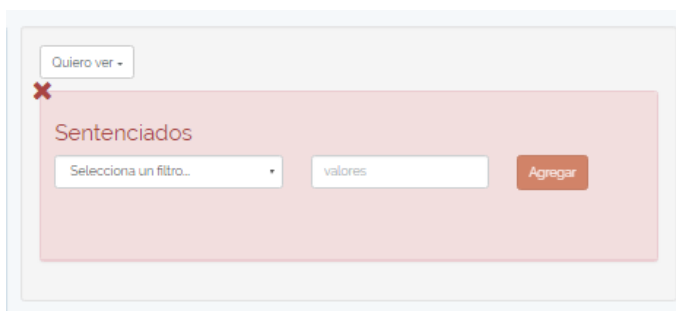 Quiero ver
Sentenciados
Selecciona un filtro... valores Agregar